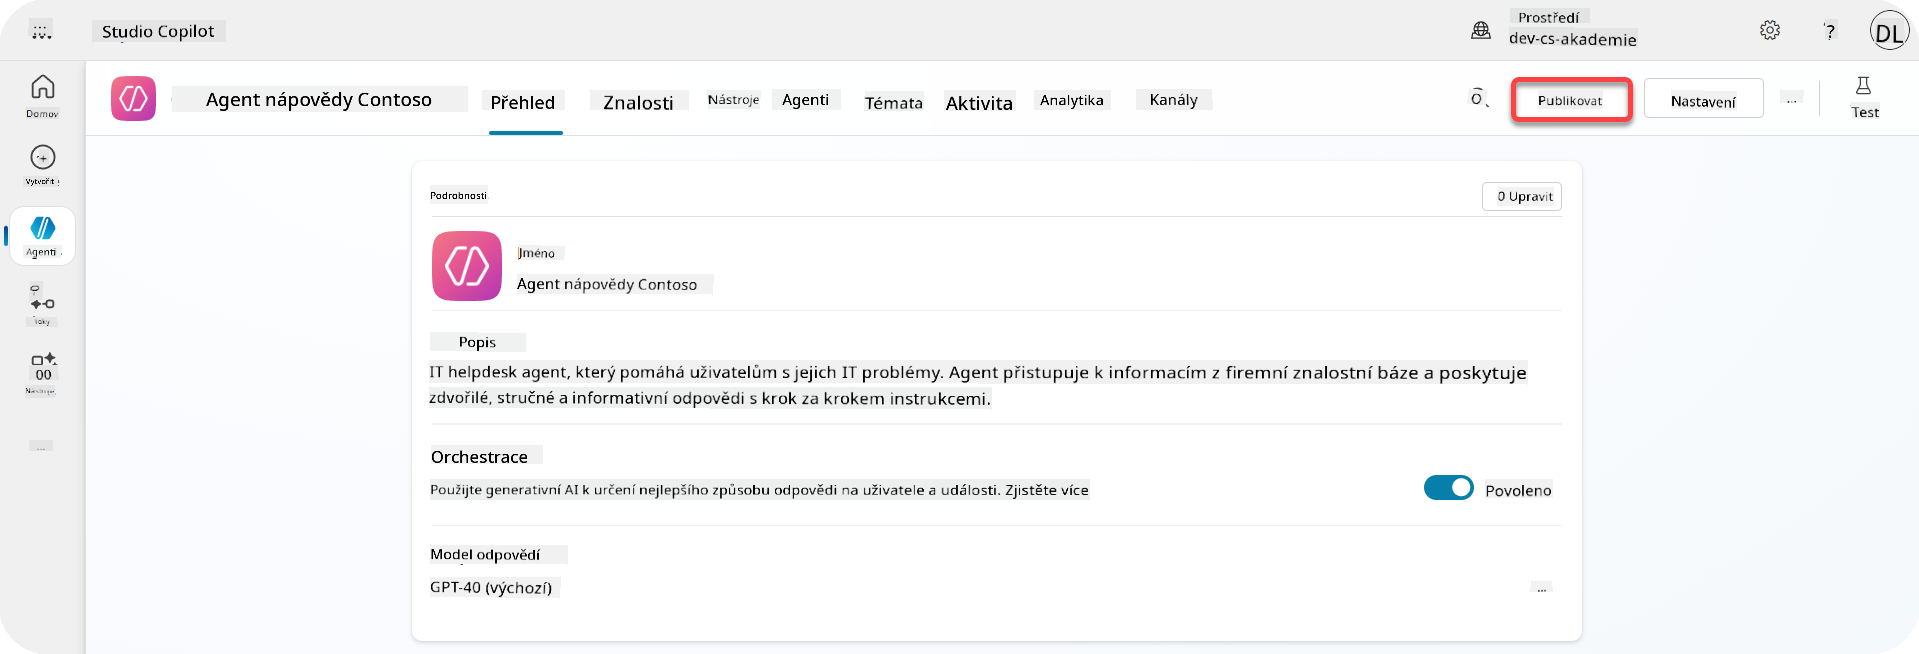 Studio Copilot
Prostředí
dev-cs-akademie
?
DL
Domov
Vytvořit
Agenti
Toky
Nástroje
...
Agent nápovědy Contoso
Přehled
Znalosti
Nástroje
Agenti
Témata
Aktivita
Analytika
Kanály
Publikovat
Nastavení
...
Test
Podrobnosti
0 Upravit
Jméno
Agent nápovědy Contoso
Popis
IT helpdesk agent, který pomáhá uživatelům s jejich IT problémy. Agent přistupuje k informacím z firemní znalostní báze a poskytuje
zdvořilé, stručné a informativní odpovědi s krok za krokem instrukcemi.
Orchestrace
Použijte generativní AI k určení nejlepšího způsobu odpovědi na uživatele a události. Zjistěte více
Povoleno
Model odpovědí
GPT-40 (výchozí)
...